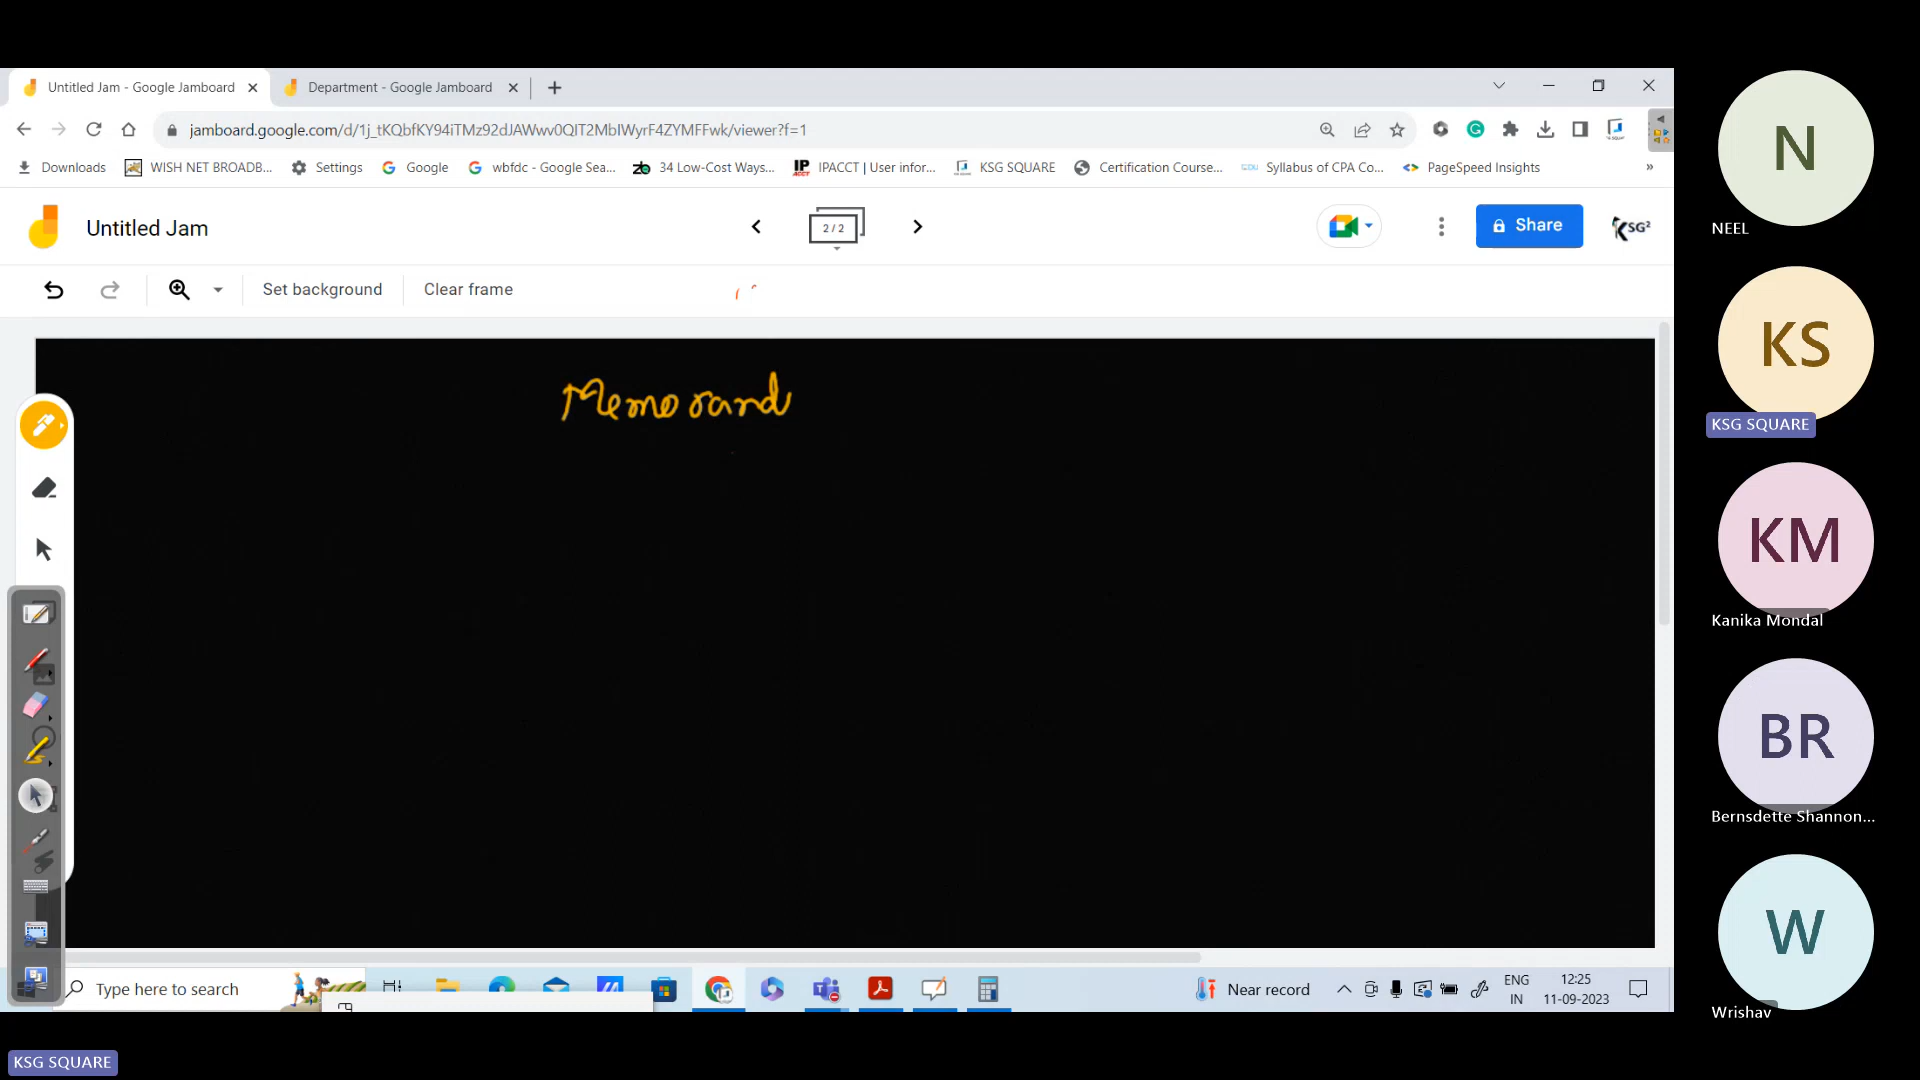 Untitled Jam - Google Jamboard
Department - Google Jamboard
jamboard.google.com/d/1j_tKQbfKY94iTMz92dJAWwv0QIT2MbIWyrF4ZYMFFwk/viewer?f=1
Downloads WISH NET BROADB... Settings Google wbfdc - Google Sea... 34 Low-Cost Ways... IPACCT | User infor... KSG SQUARE Certification Course... Syllabus of CPA Co... PageSpeed Insights »
Untitled Jam
2 / 2
Share
KSG²
Set background
Clear frame
Memorand
Type here to search
Near record
ENG
IN
12:25
11-09-2023
N
NEEL
KS
KSG SQUARE
KM
Kanika Mondal
BR
Bernsdette Shannon...
W
Wrishav
KSG SQUARE